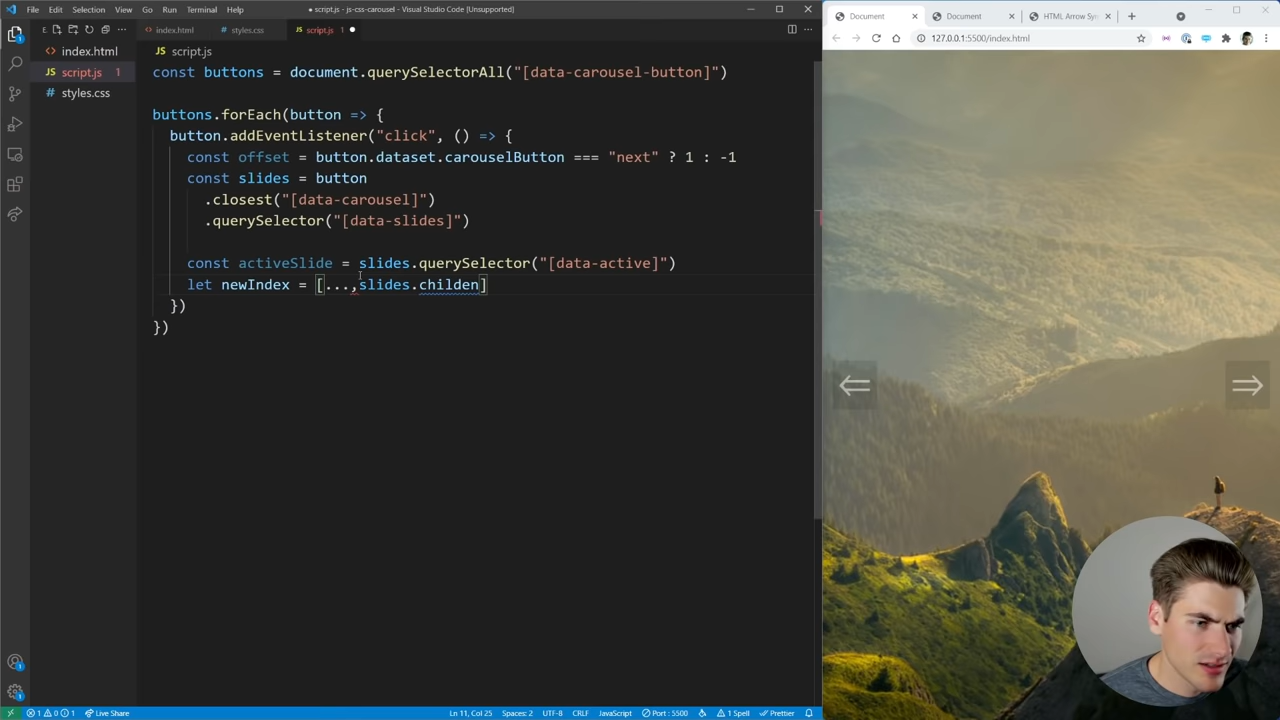 File Edit Selection View Go Run Terminal Help
● script.js - js-css-carousel - Visual Studio Code [Unsupported]
E
index.html
script.js 1
styles.css
index.html
styles.css
script.js 1 ●
script.js
const buttons = document.querySelectorAll("[data-carousel-button]")
buttons.forEach(button => {
button.addEventListener("click", () => {
const offset = button.dataset.carouselButton === "next" ? 1 : -1
const slides = button
.closest("[data-carousel]")
.querySelector("[data-slides]")
const activeSlide = slides.querySelector("[data-active]")
let newIndex = [...,slides.childen]
})
})
1 0 1 Live Share
Ln 11, Col 25 Spaces: 2 UTF-8 CRLF JavaScript Port : 5500 1 Spell Prettier
Document
Document
HTML Arrow Sy
127.0.0.1:5500/index.html
⇐ ⇒